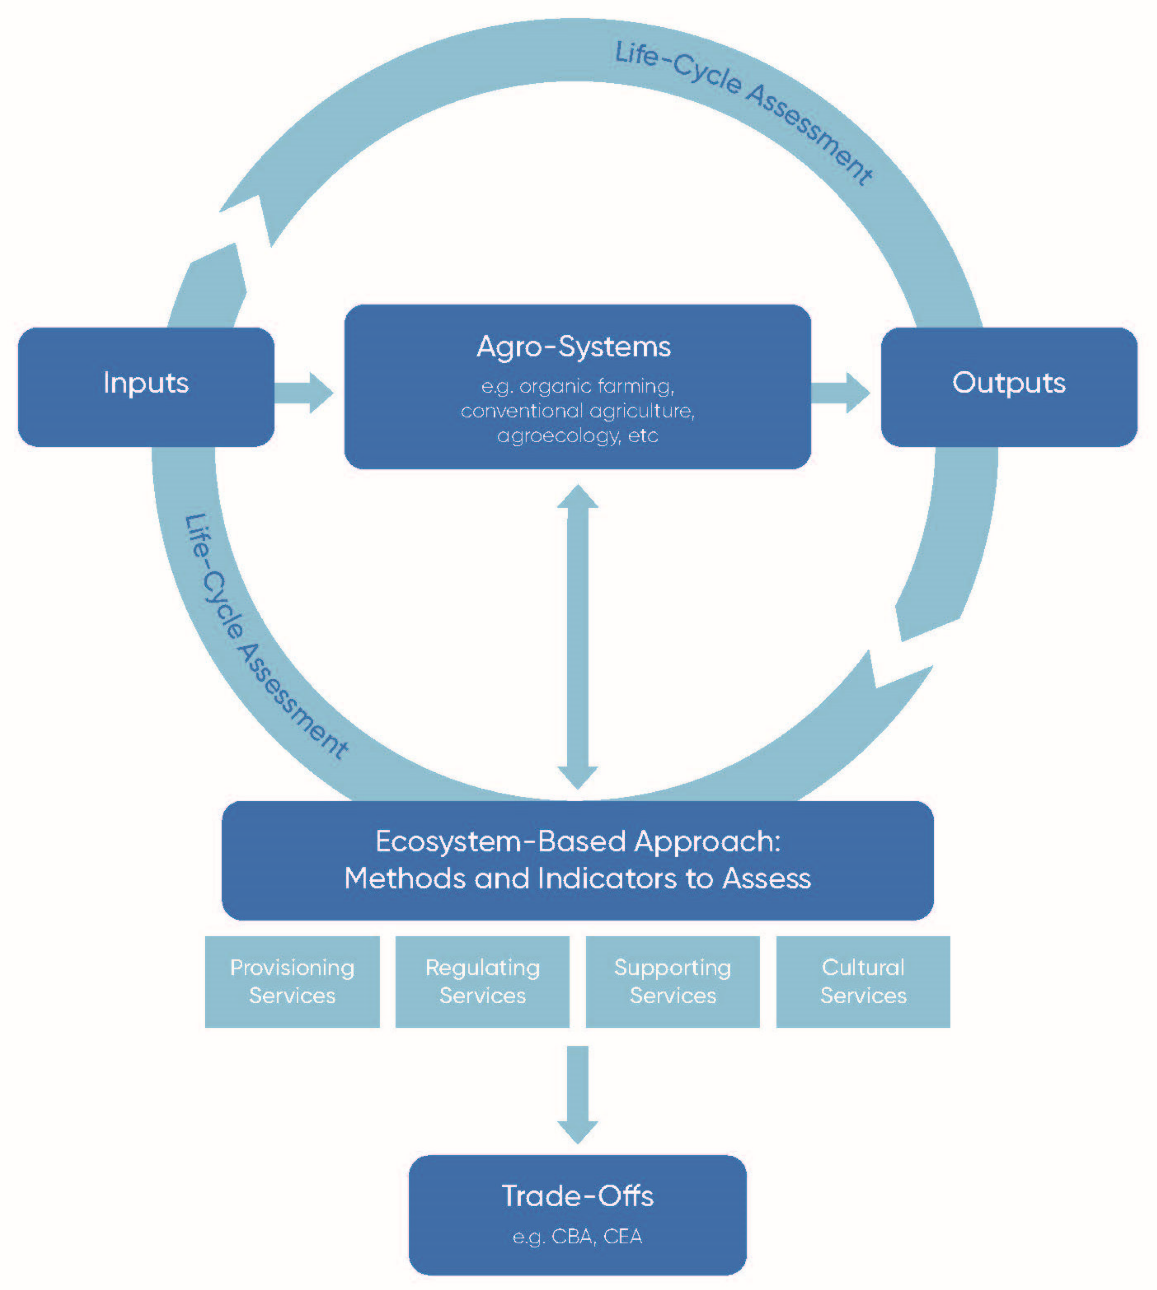 Life-Cycle Assessment
Inputs
Agro-Systems
e.g. organic farming,
conventional agriculture,
agroecology, etc
Outputs
Life-Cycle Assessment
Ecosystem-Based Approach:
Methods and Indicators to Assess
Provisioning
Services
Regulating
Services
Supporting
Services
Cultural
Services
Trade-Offs
e.g. CBA, CEA